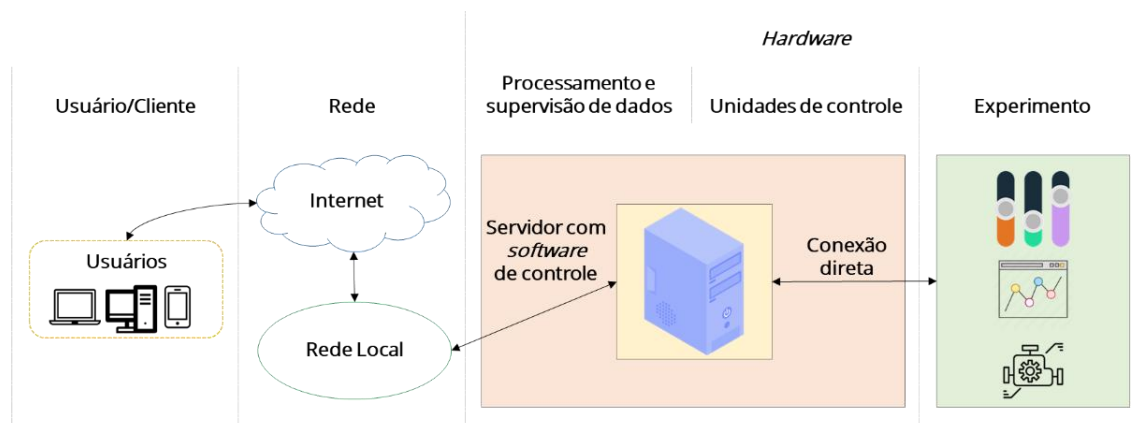 Hardware
Usuário/Cliente
Rede
Processamento e
supervisão de dados
Unidades de controle
Experimento
Internet
Usuários
Servidor com
software
de controle
Conexão
direta
Rede Local